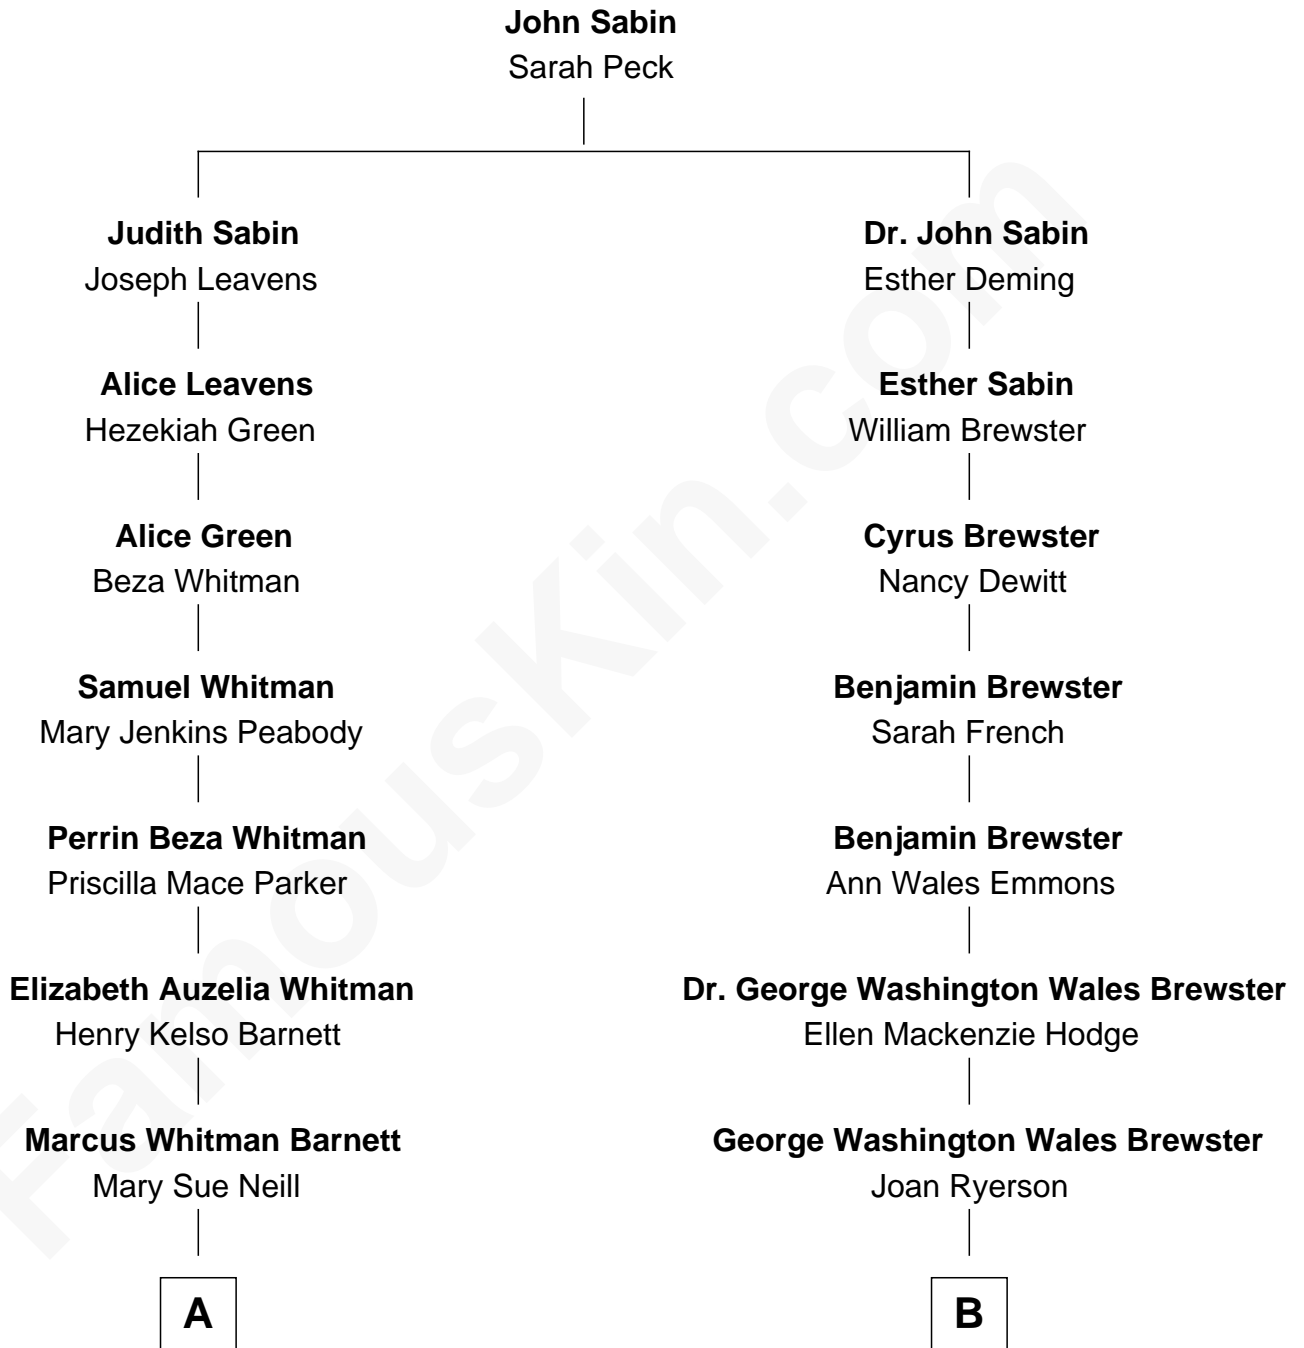 John Sabin
Sarah Peck
Judith Sabin
Joseph Leavens
Dr. John Sabin
Esther Deming
Alice Leavens
Hezekiah Green
Esther Sabin
William Brewster
Alice Green
Beza Whitman
Cyrus Brewster
Nancy Dewitt
Samuel Whitman
Mary Jenkins Peabody
Benjamin Brewster
Sarah French
Perrin Beza Whitman
Priscilla Mace Parker
Benjamin Brewster
Ann Wales Emmons
Elizabeth Auzelia Whitman
Henry Kelso Barnett
Dr. George Washington Wales Brewster
Ellen Mackenzie Hodge
Marcus Whitman Barnett
Mary Sue Neill
George Washington Wales Brewster
Joan Ryerson
A
B
FamousKin.com